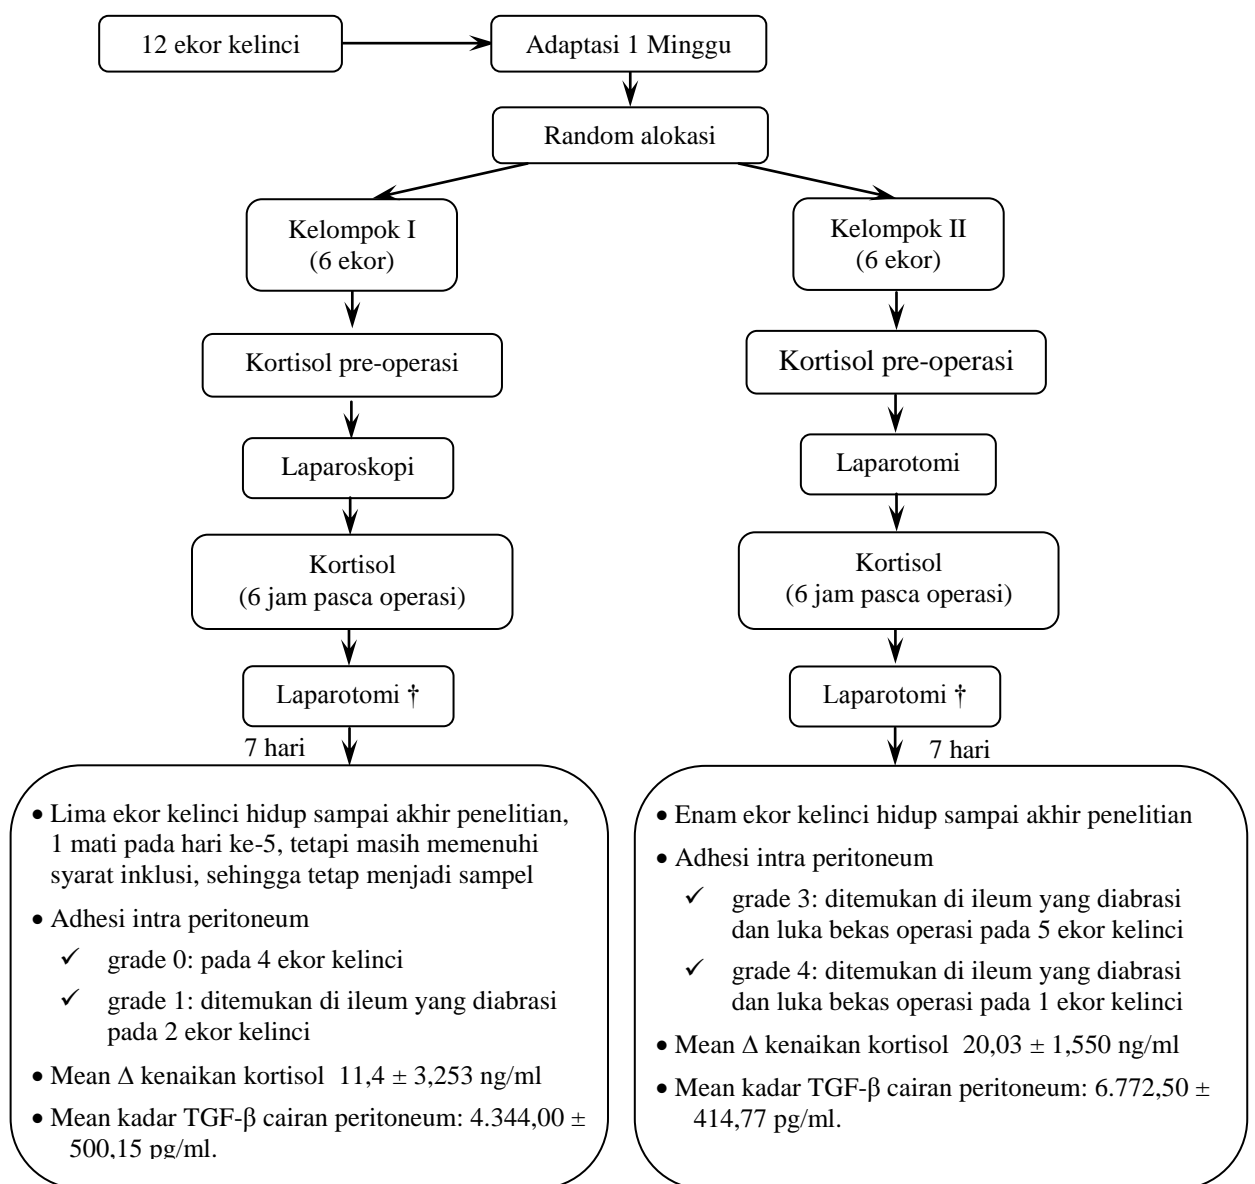 12 ekor kelinci
Adaptasi 1 Minggu
Random alokasi
Kelompok I
(6 ekor)
Kortisol pre-operasi
Laparoskopi
Kortisol
(6 jam pasca operasi)
Laparotomi †
7 hari
• Lima ekor kelinci hidup sampai akhir penelitian,
1 mati pada hari ke-5, tetapi masih memenuhi
syarat inklusi, sehingga tetap menjadi sampel
• Adhesi intra peritoneum
✓ grade 0: pada 4 ekor kelinci
✓ grade 1: ditemukan di ileum yang diabrasi
pada 2 ekor kelinci
• Mean Δ kenaikan kortisol 11,4 ± 3,253 ng/ml
• Mean kadar TGF-β cairan peritoneum: 4.344,00 ±
500,15 pg/ml.
Kelompok II
(6 ekor)
Kortisol pre-operasi
Laparotomi
Kortisol
(6 jam pasca operasi)
Laparotomi †
7 hari
• Enam ekor kelinci hidup sampai akhir penelitian
• Adhesi intra peritoneum
✓ grade 3: ditemukan di ileum yang diabrasi
dan luka bekas operasi pada 5 ekor kelinci
✓ grade 4: ditemukan di ileum yang diabrasi
dan luka bekas operasi pada 1 ekor kelinci
• Mean Δ kenaikan kortisol 20,03 ± 1,550 ng/ml
• Mean kadar TGF-β cairan peritoneum: 6.772,50 ±
414,77 pg/ml.